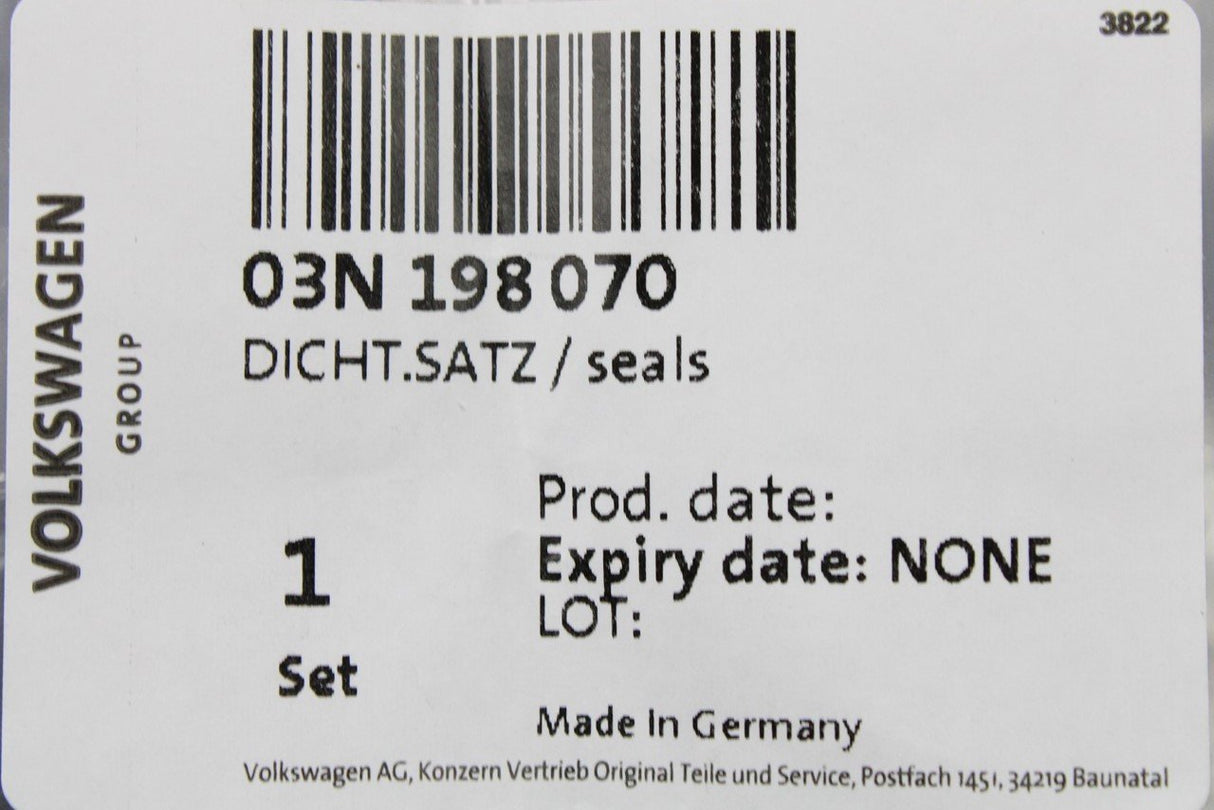 3822
VOLKSWAGEN
GROUP
03N 198 070
DICHT.SATZ / seals
Prod. date:
Expiry date: NONE
LOT:
1
Set
Made In Germany
Volkswagen AG, Konzern Vertrieb Original Teile und Service, Postfach 1451, 34219 Baunatal